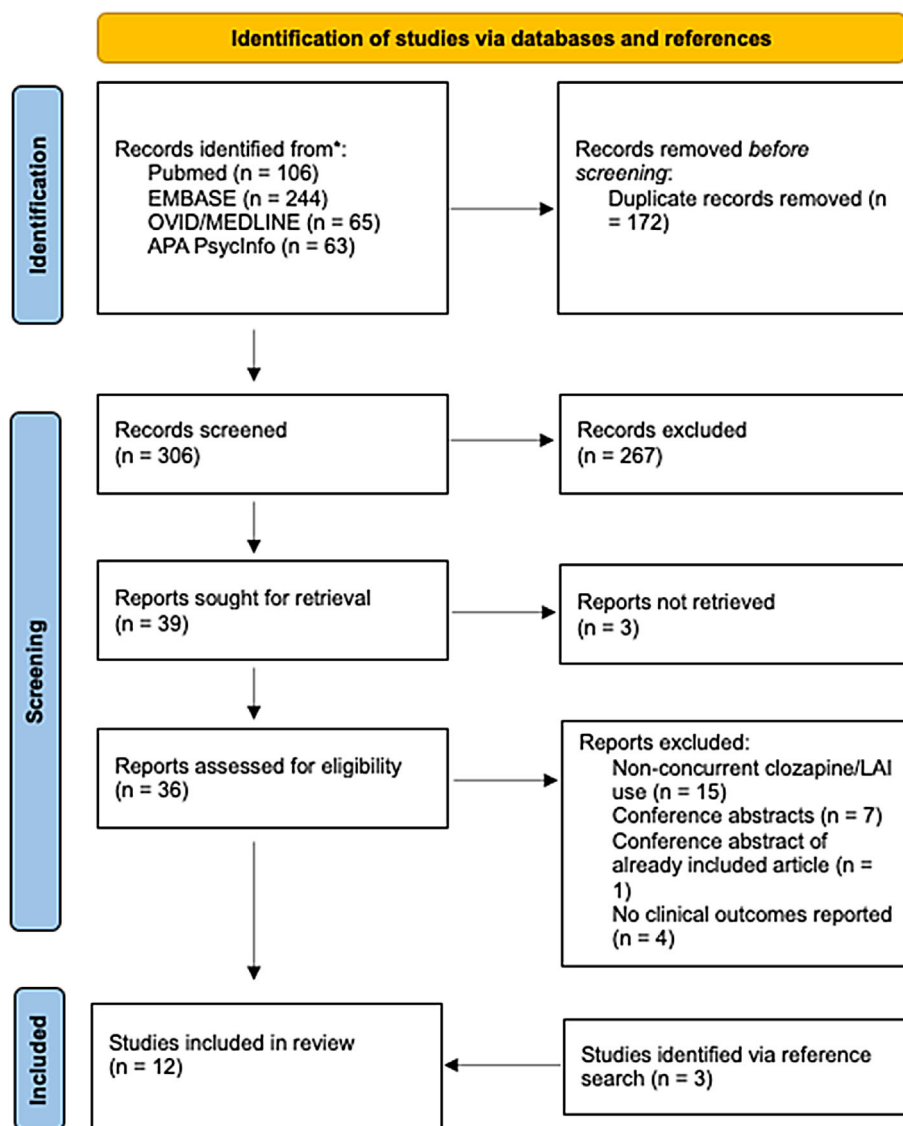 Identification of studies via databases and references
Identification
Records identified from*:
Pubmed (n = 106)
EMBASE (n = 244)
OVID/MEDLINE (n = 65)
APA PsycInfo (n = 63)
Records removed before
screening:
Duplicate records removed (n
= 172)
Screening
Records screened
(n = 306)
Records excluded
(n = 267)
Reports sought for retrieval
(n = 39)
Reports not retrieved
(n = 3)
Reports assessed for eligibility
(n = 36)
Reports excluded:
Non-concurrent clozapine/LAI
use (n = 15)
Conference abstracts (n = 7)
Conference abstract of
already included article (n =
1)
No clinical outcomes reported
(n = 4)
Included
Studies included in review
(n = 12)
Studies identified via reference
search (n = 3)